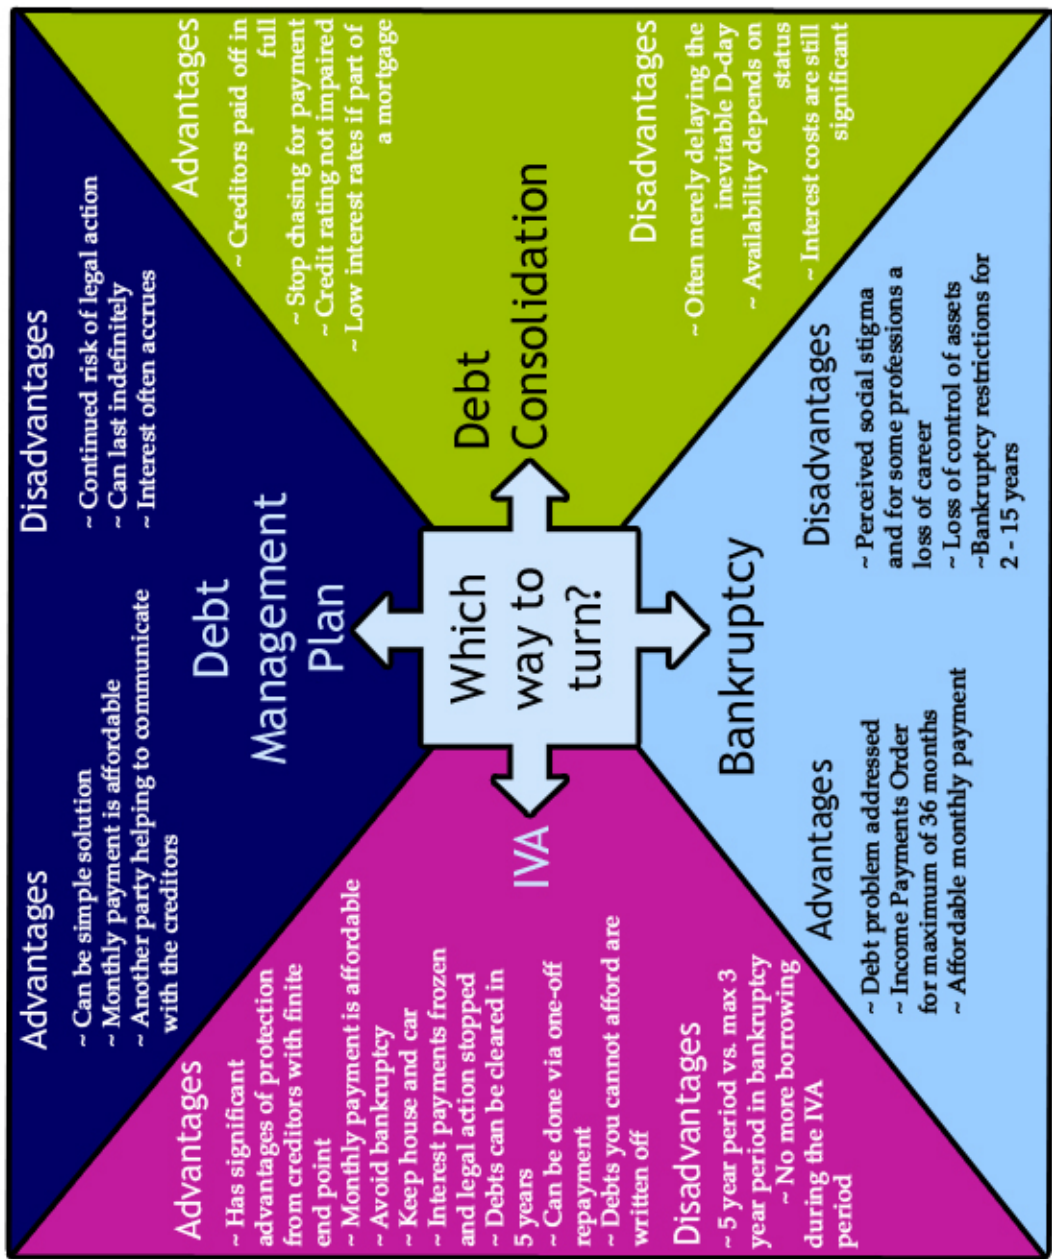 Advantages
~ Can be simple solution
~ Monthly payment is affordable
~ Another party helping to communicate
with the creditors
Disadvantages
~ Continued risk of legal action
~ Can last indefinitely
~ Interest often accrues
Debt
Management
Plan
Advantages
~ Has significant
advantages of protection
from creditors with finite
end point
~ Monthly payment is affordable
~ Avoid bankruptcy
~ Keep house and car
~ Interest payments frozen
and legal action stopped
~ Debts can be cleared in
5 years
~ Can be done via one-off
repayment
~ Debts you cannot afford are
written off
Disadvantages
~ 5 year period vs. max 3
year period in bankruptcy
~ No more borrowing
during the IVA
period
IVA
Which
way to
turn?
Debt
Consolidation
Advantages
~ Creditors paid off in
full
~ Stop chasing for payment
~ Credit rating not impaired
~ Low interest rates if part of
a mortgage
Disadvantages
~ Often merely delaying the
inevitable D-day
~ Availability depends on
status
~ Interest costs are still
significant
Bankruptcy
Advantages
~ Debt problem addressed
~ Income Payments Order
for maximum of 36 months
~ Affordable monthly payment
Disadvantages
~ Perceived social stigma
and for some professions a
loss of career
~ Loss of control of assets
~Bankruptcy restrictions for
2 - 15 years